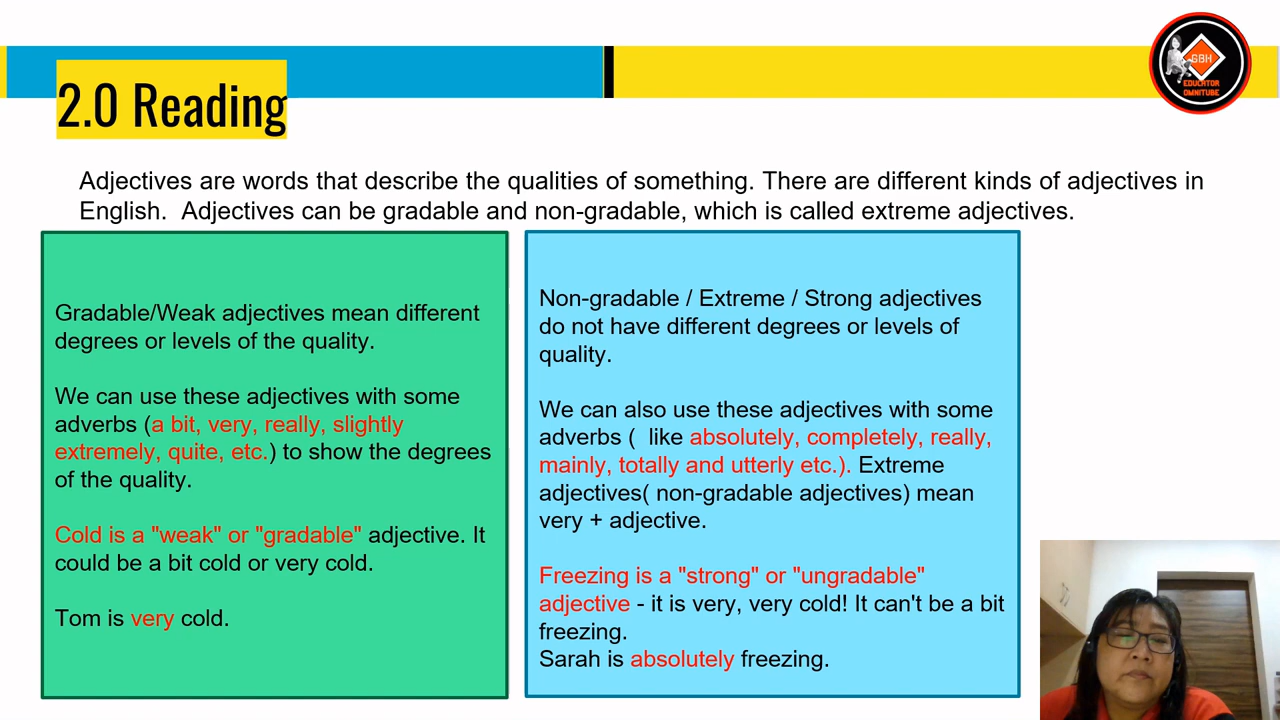 GBH
EDUCATOR
OMNITUBE
2.0 Reading
Adjectives are words that describe the qualities of something. There are different kinds of adjectives in
English.  Adjectives can be gradable and non-gradable, which is called extreme adjectives.
Gradable/Weak adjectives mean different
degrees or levels of the quality.
We can use these adjectives with some
adverbs (a bit, very, really, slightly
extremely, quite, etc.) to show the degrees
of the quality.
Cold is a "weak" or "gradable" adjective. It
could be a bit cold or very cold.
Tom is very cold.
Non-gradable / Extreme / Strong adjectives
do not have different degrees or levels of
quality.
We can also use these adjectives with some
adverbs (  like absolutely, completely, really,
mainly, totally and utterly etc.). Extreme
adjectives( non-gradable adjectives) mean
very + adjective.
Freezing is a "strong" or "ungradable"
adjective - it is very, very cold! It can't be a bit
freezing.
Sarah is absolutely freezing.